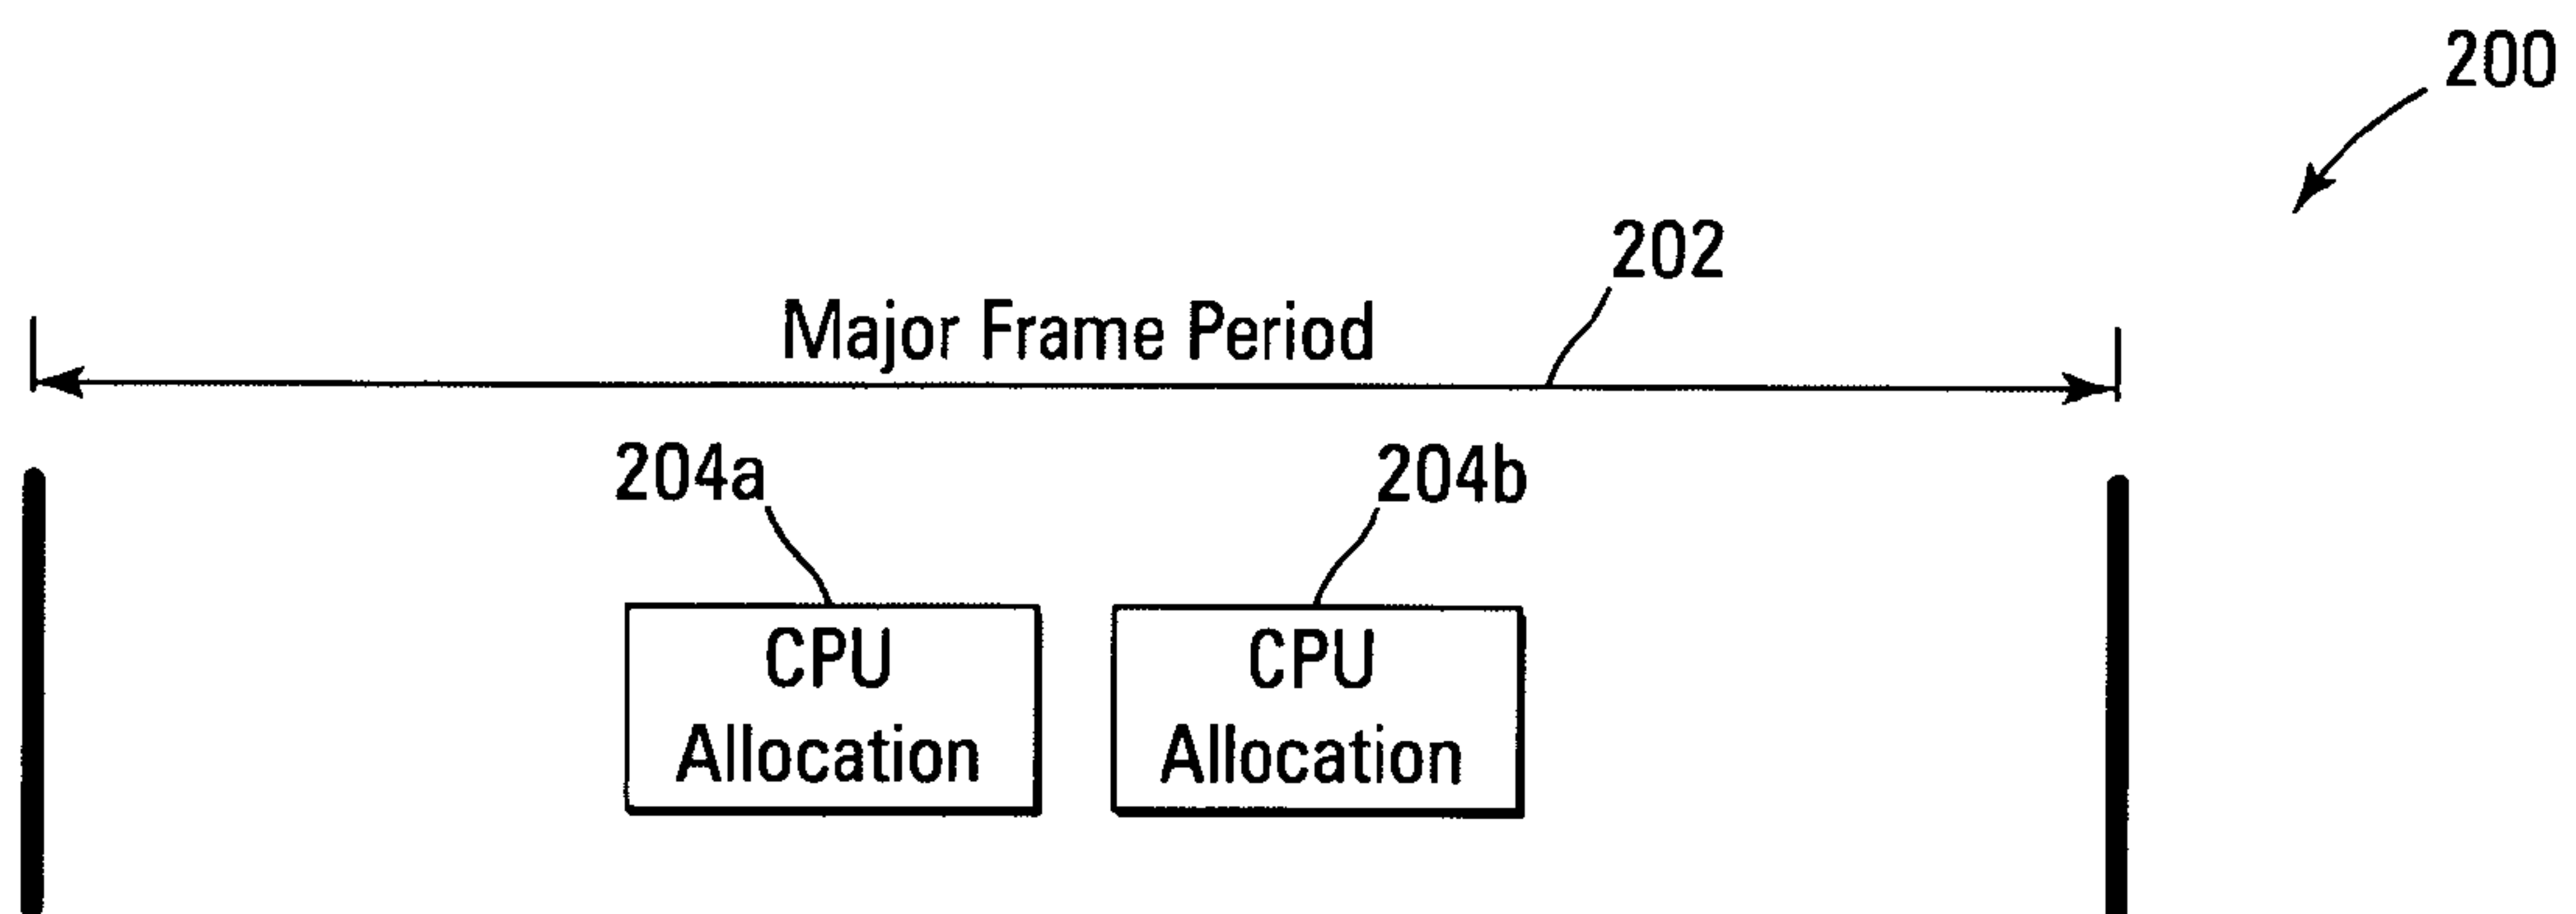 200
202
Major Frame Period
204a
204b
CPU
Allocation
CPU
Allocation